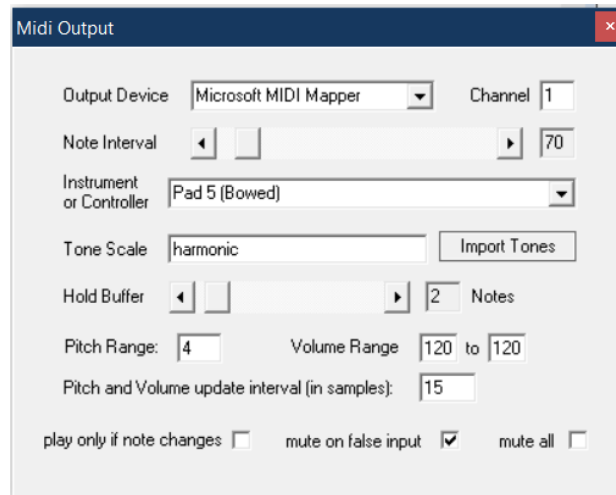 Midi Output
Output Device Microsoft MIDI Mapper Channel 1
Note Interval 70
Instrument
or Controller Pad 5 (Bowed)
Tone Scale harmonic Import Tones
Hold Buffer 2 Notes
Pitch Range: 4 Volume Range 120 to 120
Pitch and Volume update interval (in samples): 15
play only if note changes mute on false input mute all